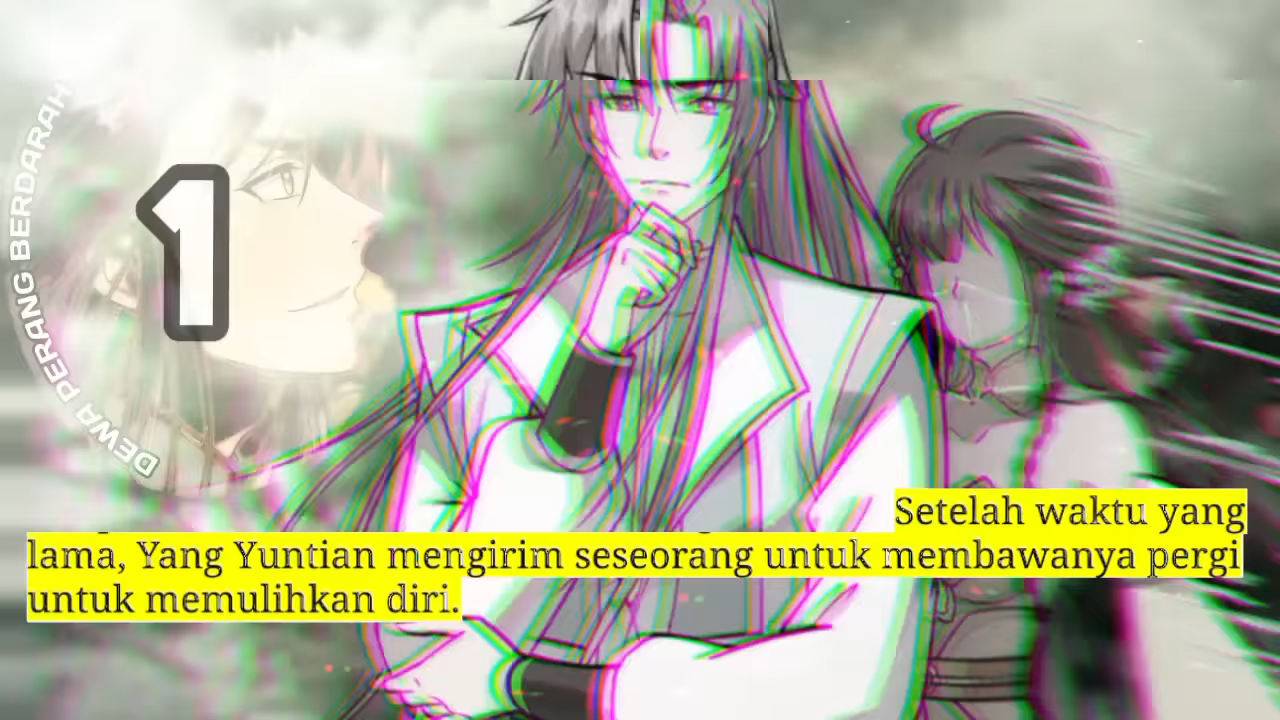 DEWA PERANG BERDARAH
1
Setelah waktu yang
lama, Yang Yuntian mengirim seseorang untuk membawanya pergi
untuk memulihkan diri.